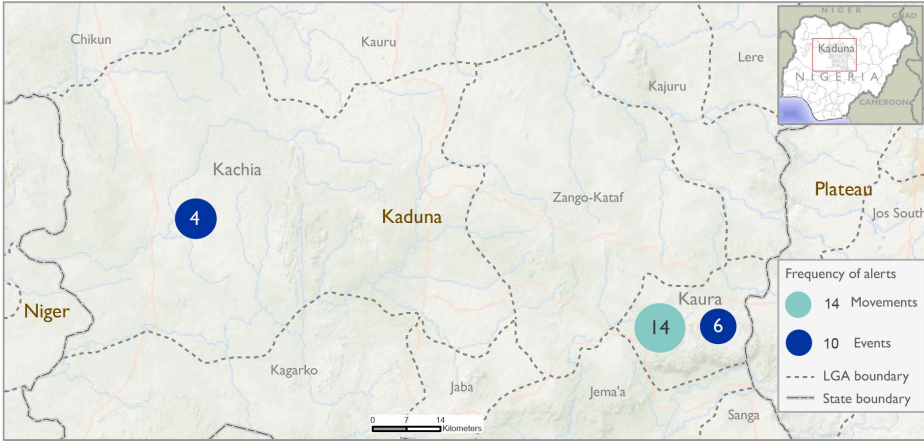 Chikun
Kauru
Lere
Kajuru
Kachia
Zango-Kataf
Kaduna
Plateau
Jos South
4
Niger
Kaura
14
6
Kagarko
Jaba
Jema'a
Sanga
0 7 14
Kilometers
NIGER
CHAD
Kaduna
NIGERIA
CAMEROON
Frequency of alerts
14 Movements
10 Events
LGA boundary
State boundary